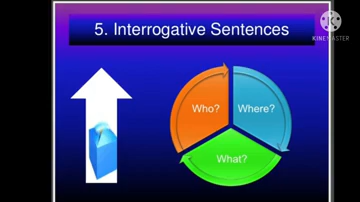 5. Interrogative Sentences
KINEMASTER
Who?
Where?
What?